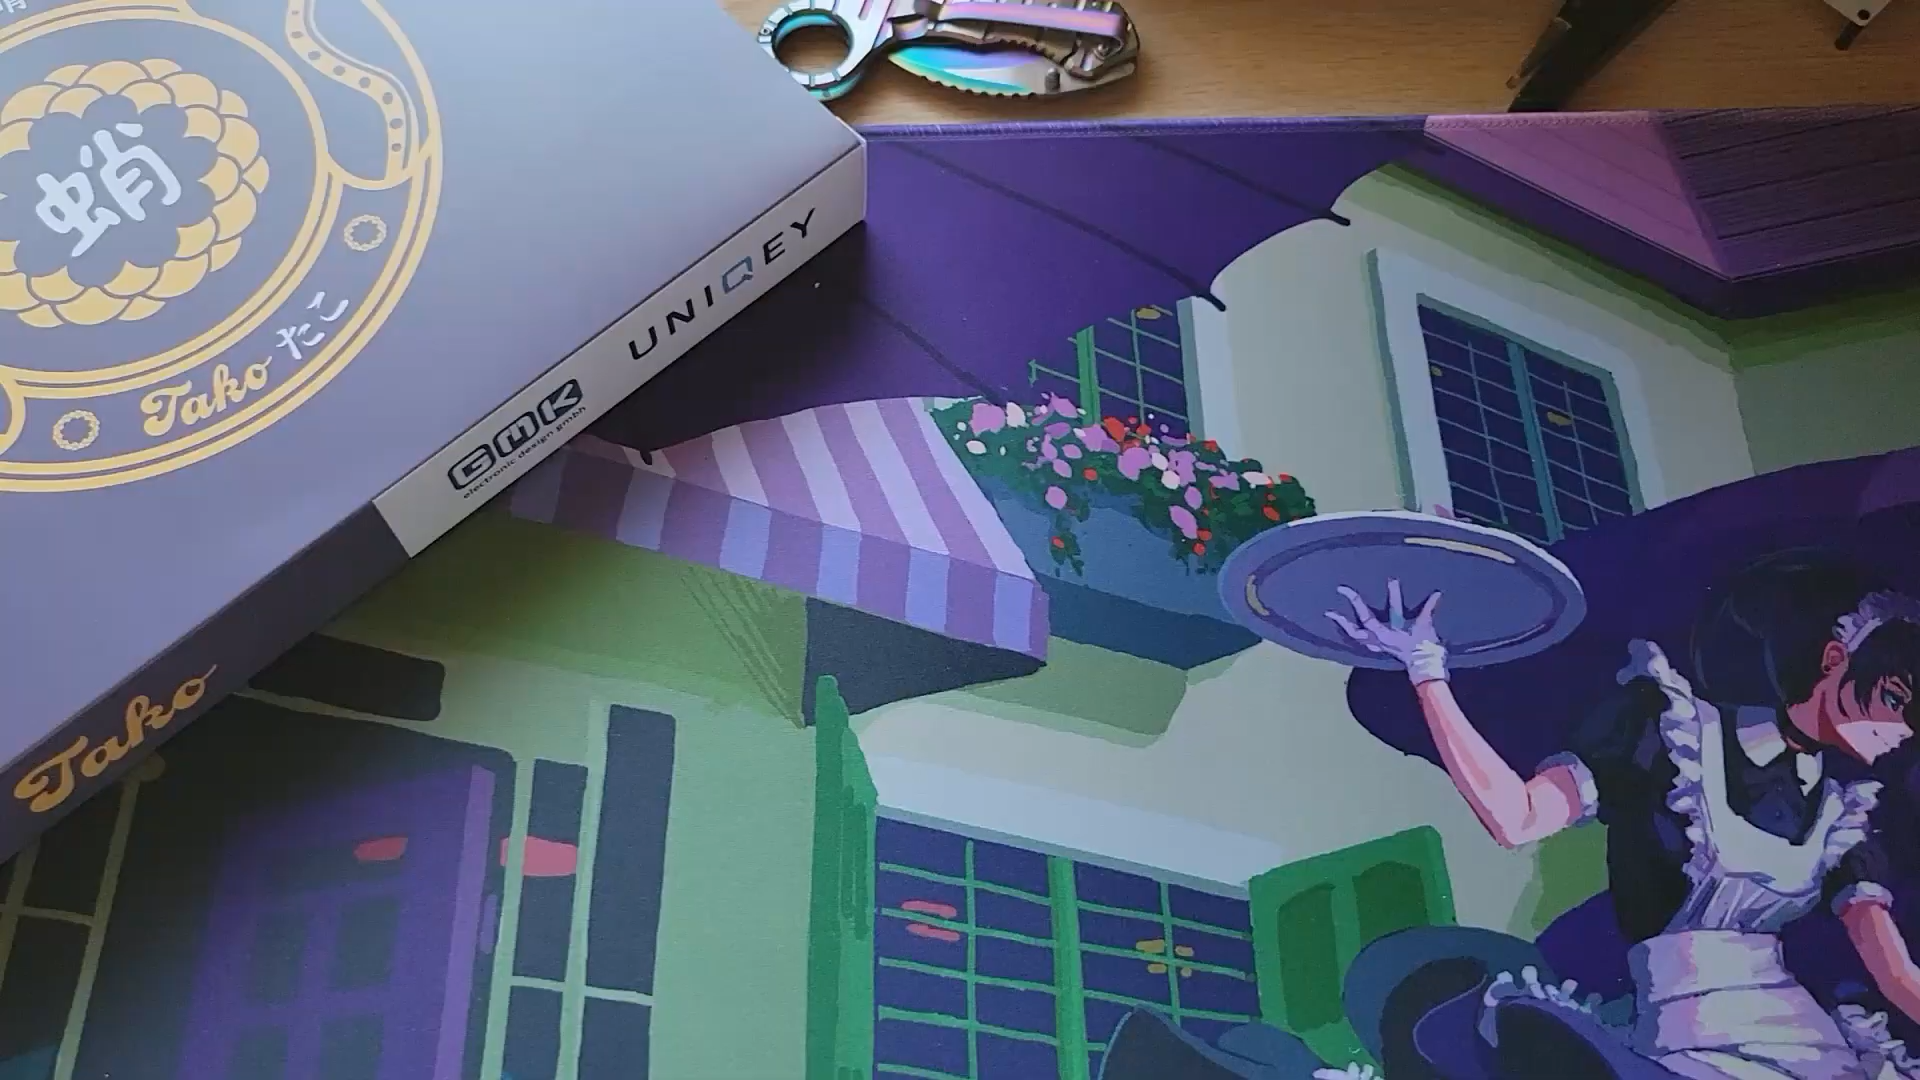 蛸
Tako たこ
UNIQEY
GMK
electronic design gmbh
Tako